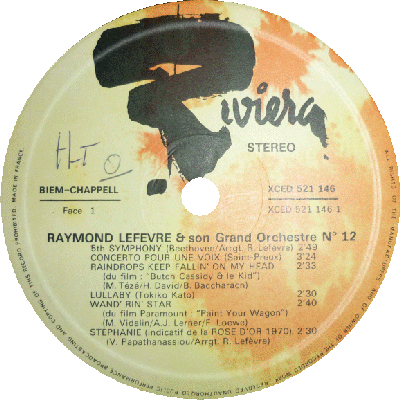 Riviera
HT O
STEREO
BIEM–CHAPPELL
XCED 521 146
Face 1
XCED 521 146 1
RAYMOND LEFEVRE & son Grand Orchestre N° 12
5th SYMPHONY (Beethoven/Arrgt. R. Lefèvre) 2'49
CONCERTO POUR UNE VOIX (Saint-Preux) 3'24
RAINDROPS KEEP FALLIN' ON MY HEAD 2'33
(du film : "Butch Cassidy & le Kid")
(M. Tézé/H. David/B. Baccharach)
LULLABY (Tokiko Kato) 2'30
WAND' RIN' STAR 2'40
(du film Paramount : "Paint Your Wagon")
(M. Vidalin/A.J. Lerner/F. Loewe)
STEPHANIE (indicatif de la ROSE D'OR 1970) 2'30
(V. Papathanassiou/Arrgt. R. Lefèvre)